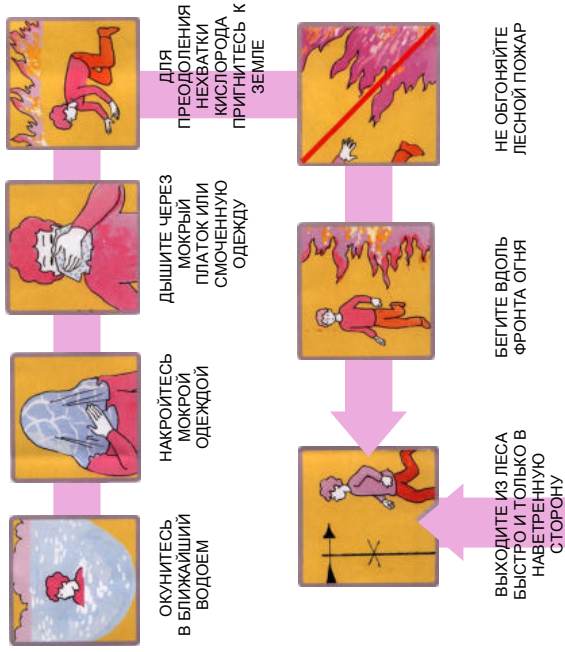 ОКУНИТЕСЬ
В БЛИЖАЙШИЙ
ВОДОЕМ
НАКРОЙТЕСЬ
МОКРОЙ
ОДЕЖДОЙ
ДЫШИТЕ ЧЕРЕЗ
МОКРЫЙ
ПЛАТОК ИЛИ
СМОЧЕННУЮ
ОДЕЖДУ
ДЛЯ
ПРЕОДОЛЕНИЯ
НЕХВАТКИ
КИСЛОРОДА
ПРИГНИТЕСЬ К
ЗЕМЛЕ
ВЫХОДИТЕ ИЗ ЛЕСА
БЫСТРО И ТОЛЬКО В
НАВЕТРЕННУЮ
СТОРОНУ
БЕГИТЕ ВДОЛЬ
ФРОНТА ОГНЯ
НЕ ОБГОНЯЙТЕ
ЛЕСНОЙ ПОЖАР